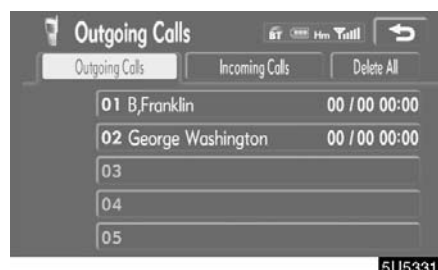 Outgoing Calls BT Hm
Outgoing Calls Incoming Calls Delete All
01 B,Franklin 00 / 00 00:00
02 George Washington 00 / 00 00:00
03
04
05
5U5331